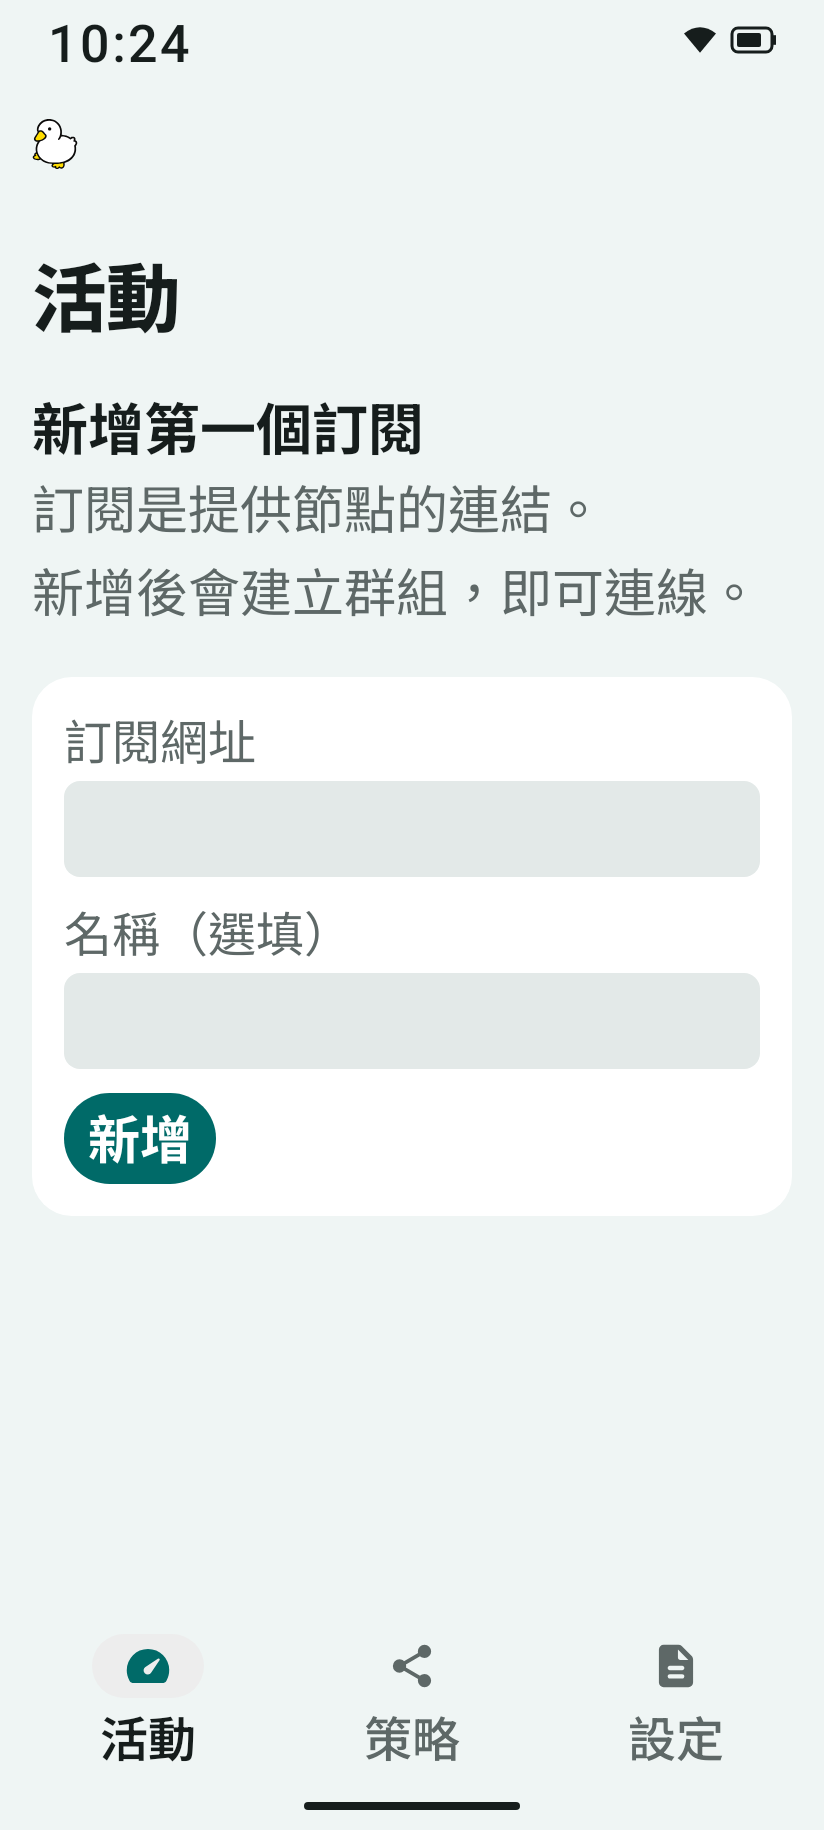 10:24
活動
新增第一個訂閱
訂閱是提供節點的連結。
新增後會建立群組，即可連線。
訂閱網址
名稱（選填）
新增
活動
策略
設定